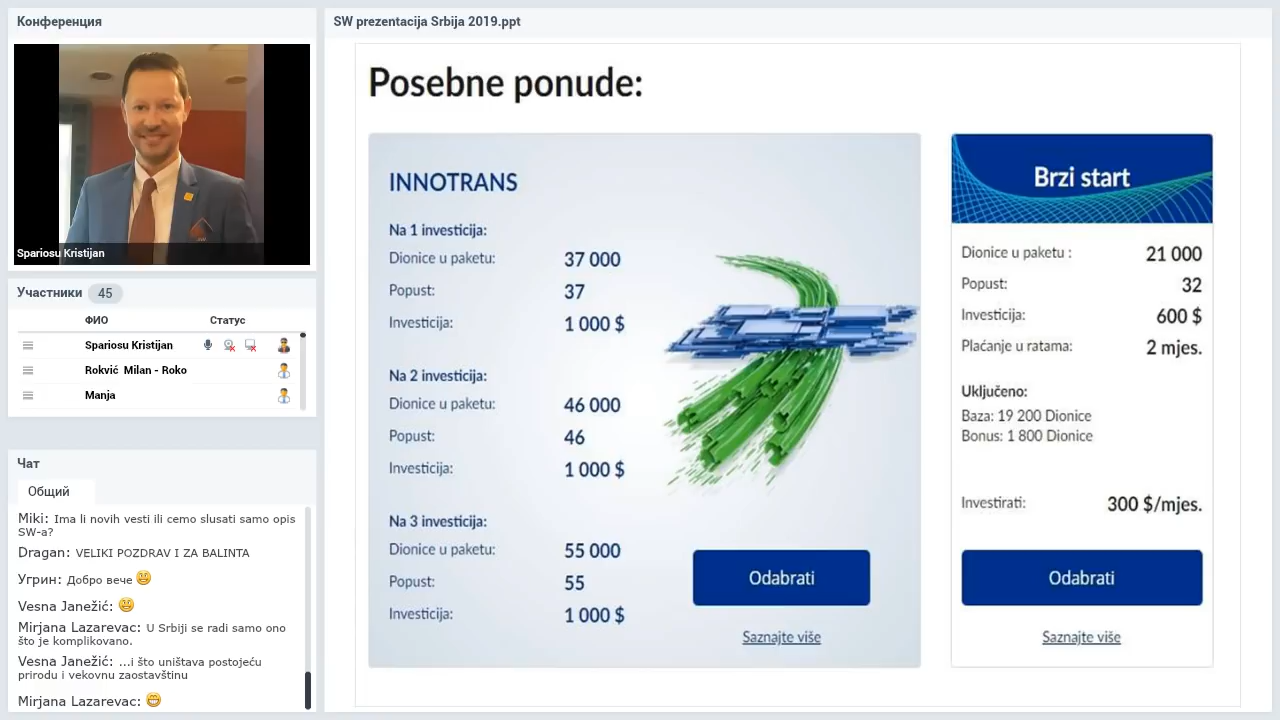 Конференция
Spariosu Kristijan
Участники 45
ФИО Статус
Spariosu Kristijan
Rokvić Milan - Roko
Manja
Чат
Общий
Miki: Ima li novih vesti ili cemo slusati samo opis
SW-a?
Dragan: VELIKI POZDRAV I ZA BALINTA
Угрин: Добро вече
Vesna Janežić:
Mirjana Lazarevac: U Srbiji se radi samo ono
što je komplikovano.
Vesna Janežić: ...i što uništava postojeću
prirodu i vekovnu zaostavštinu
Mirjana Lazarevac:
SW prezentacija Srbija 2019.ppt
Posebne ponude:
INNOTRANS
Na 1 investicija:
Dionice u paketu: 37 000
Popust: 37
Investicija: 1 000 $
Na 2 investicija:
Dionice u paketu: 46 000
Popust: 46
Investicija: 1 000 $
Na 3 investicija:
Dionice u paketu: 55 000
Popust: 55
Investicija: 1 000 $
Odabrati
Saznajte više
Brzi start
Dionice u paketu : 21 000
Popust: 32
Investicija: 600 $
Plaćanje u ratama: 2 mjes.
Uključeno:
Baza: 19 200 Dionice
Bonus: 1 800 Dionice
Investirati: 300 $/mjes.
Odabrati
Saznajte više